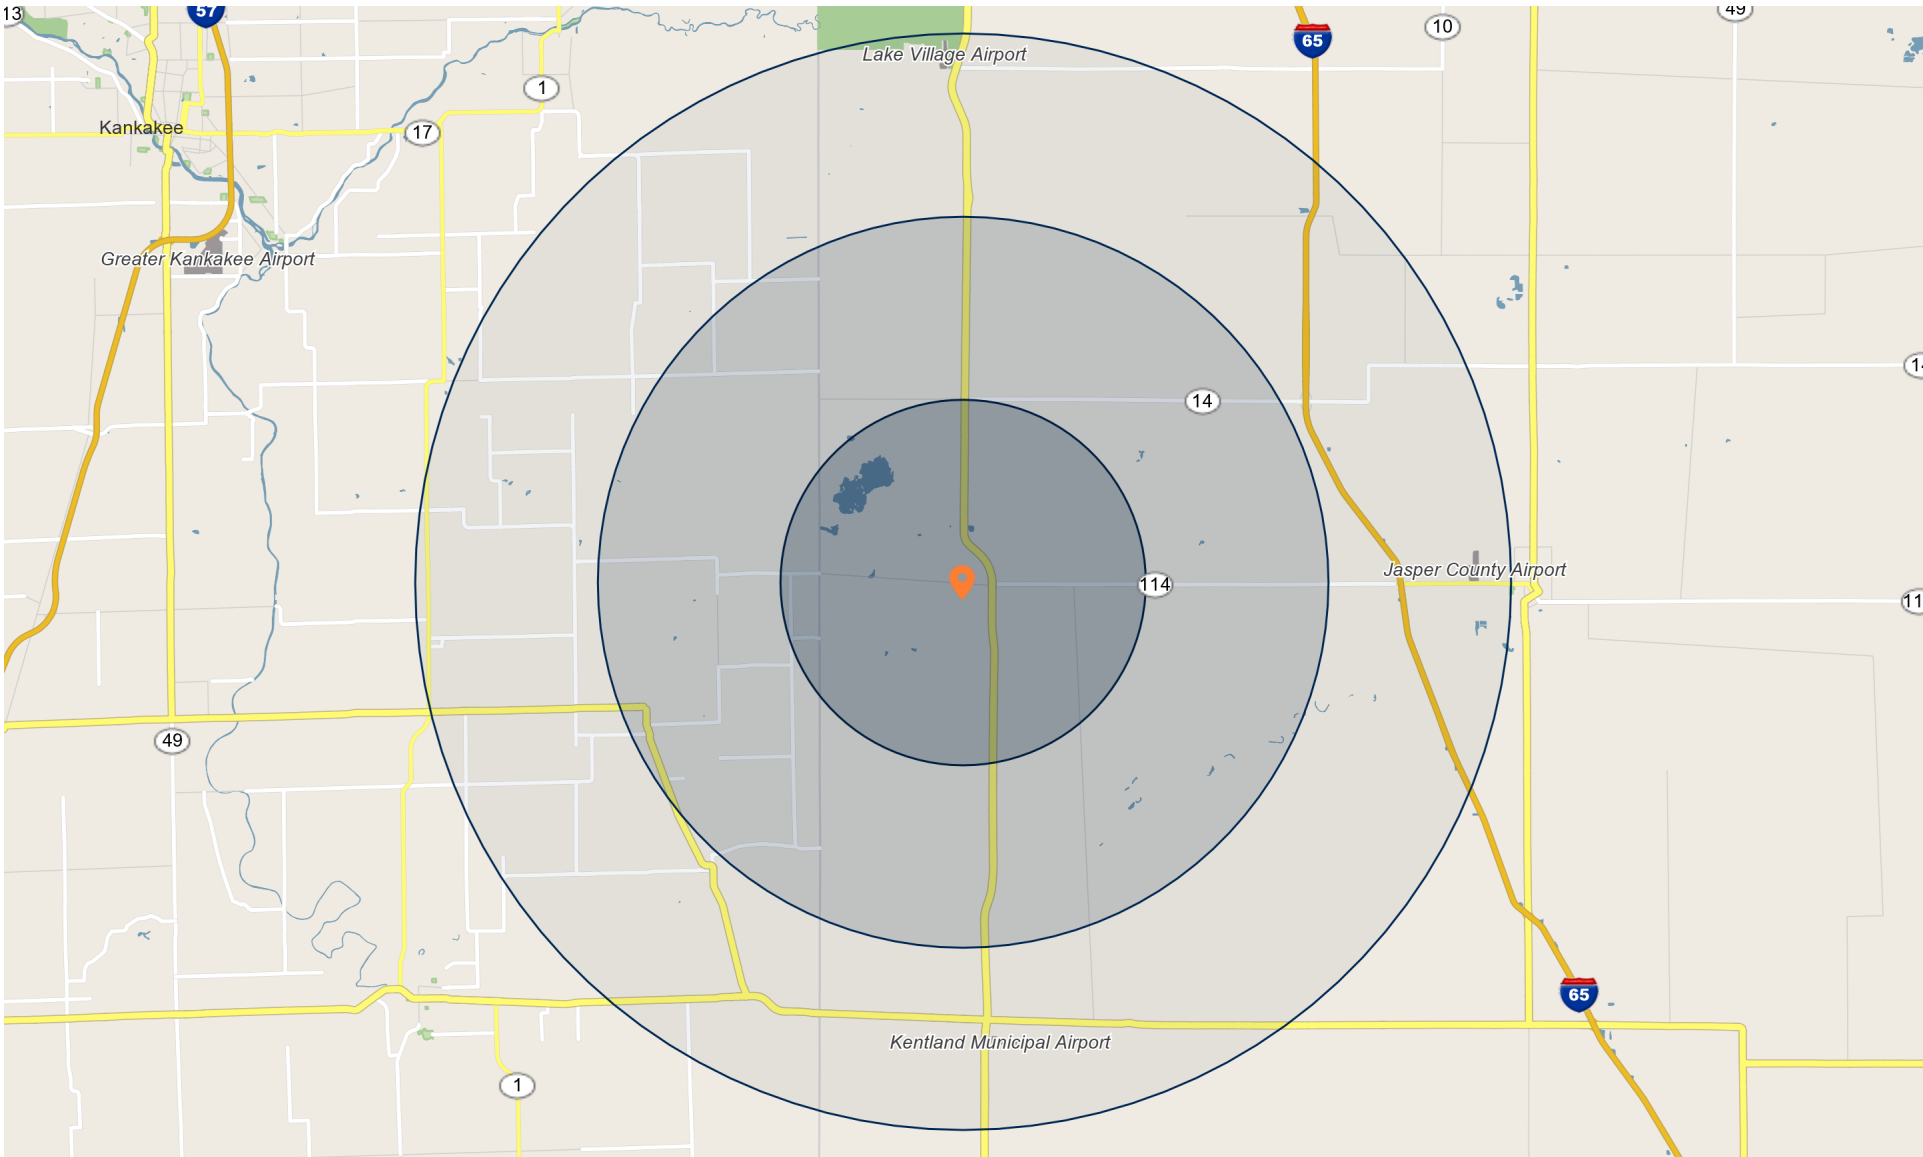 13
57
65
10
49
Lake Village Airport
1
Kankakee
17
Greater Kankakee Airport
14
14
Jasper County Airport
114
11
49
65
Kentland Municipal Airport
1